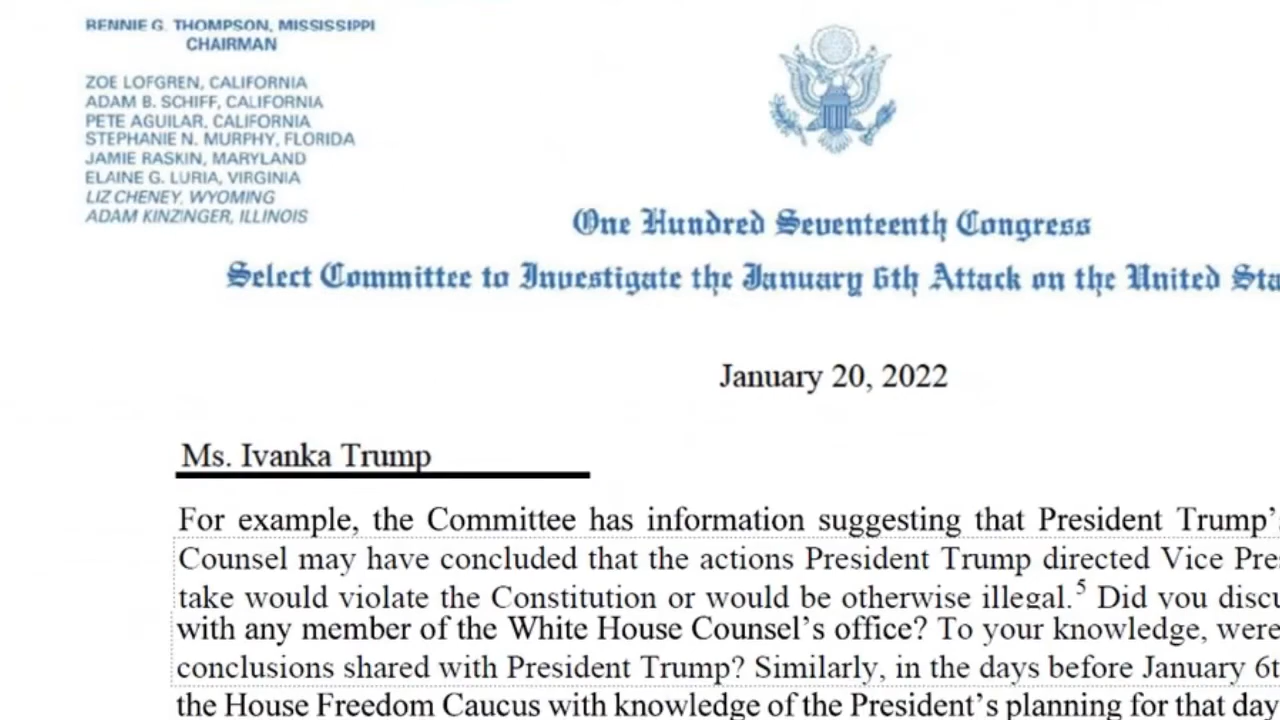 BENNIE G. THOMPSON, MISSISSIPPI
CHAIRMAN
ZOE LOFGREN, CALIFORNIA
ADAM B. SCHIFF, CALIFORNIA
PETE AGUILAR, CALIFORNIA
STEPHANIE N. MURPHY, FLORIDA
JAMIE RASKIN, MARYLAND
ELAINE G. LURIA, VIRGINIA
LIZ CHENEY, WYOMING
ADAM KINZINGER, ILLINOIS
One Hundred Seventeenth Congress
Select Committee to Investigate the January 6th Attack on the United Sta
January 20, 2022
Ms. Ivanka Trump
For example, the Committee has information suggesting that President Trump's
Counsel may have concluded that the actions President Trump directed Vice Pre
take would violate the Constitution or would be otherwise illegal.5 Did you discu
with any member of the White House Counsel's office? To your knowledge, were
conclusions shared with President Trump? Similarly, in the days before January 6t
the House Freedom Caucus with knowledge of the President's planning for that day